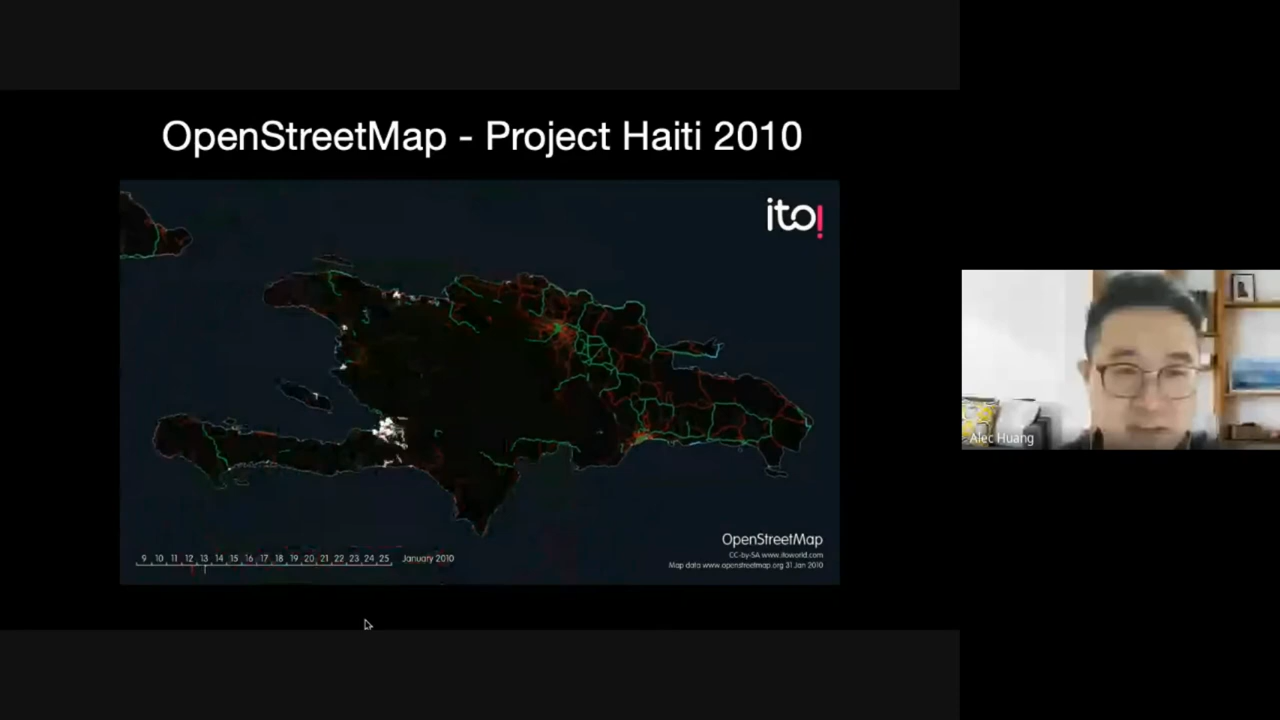 OpenStreetMap - Project Haiti 2010
ito!
9 10 11 12 13 14 15 16 17 18 19 20 21 22 23 24 25 January 2010
OpenStreetMap
CC-by-SA www.itoworld.com
Map data www.openstreetmap.org 31 Jan 2010
Alec Huang